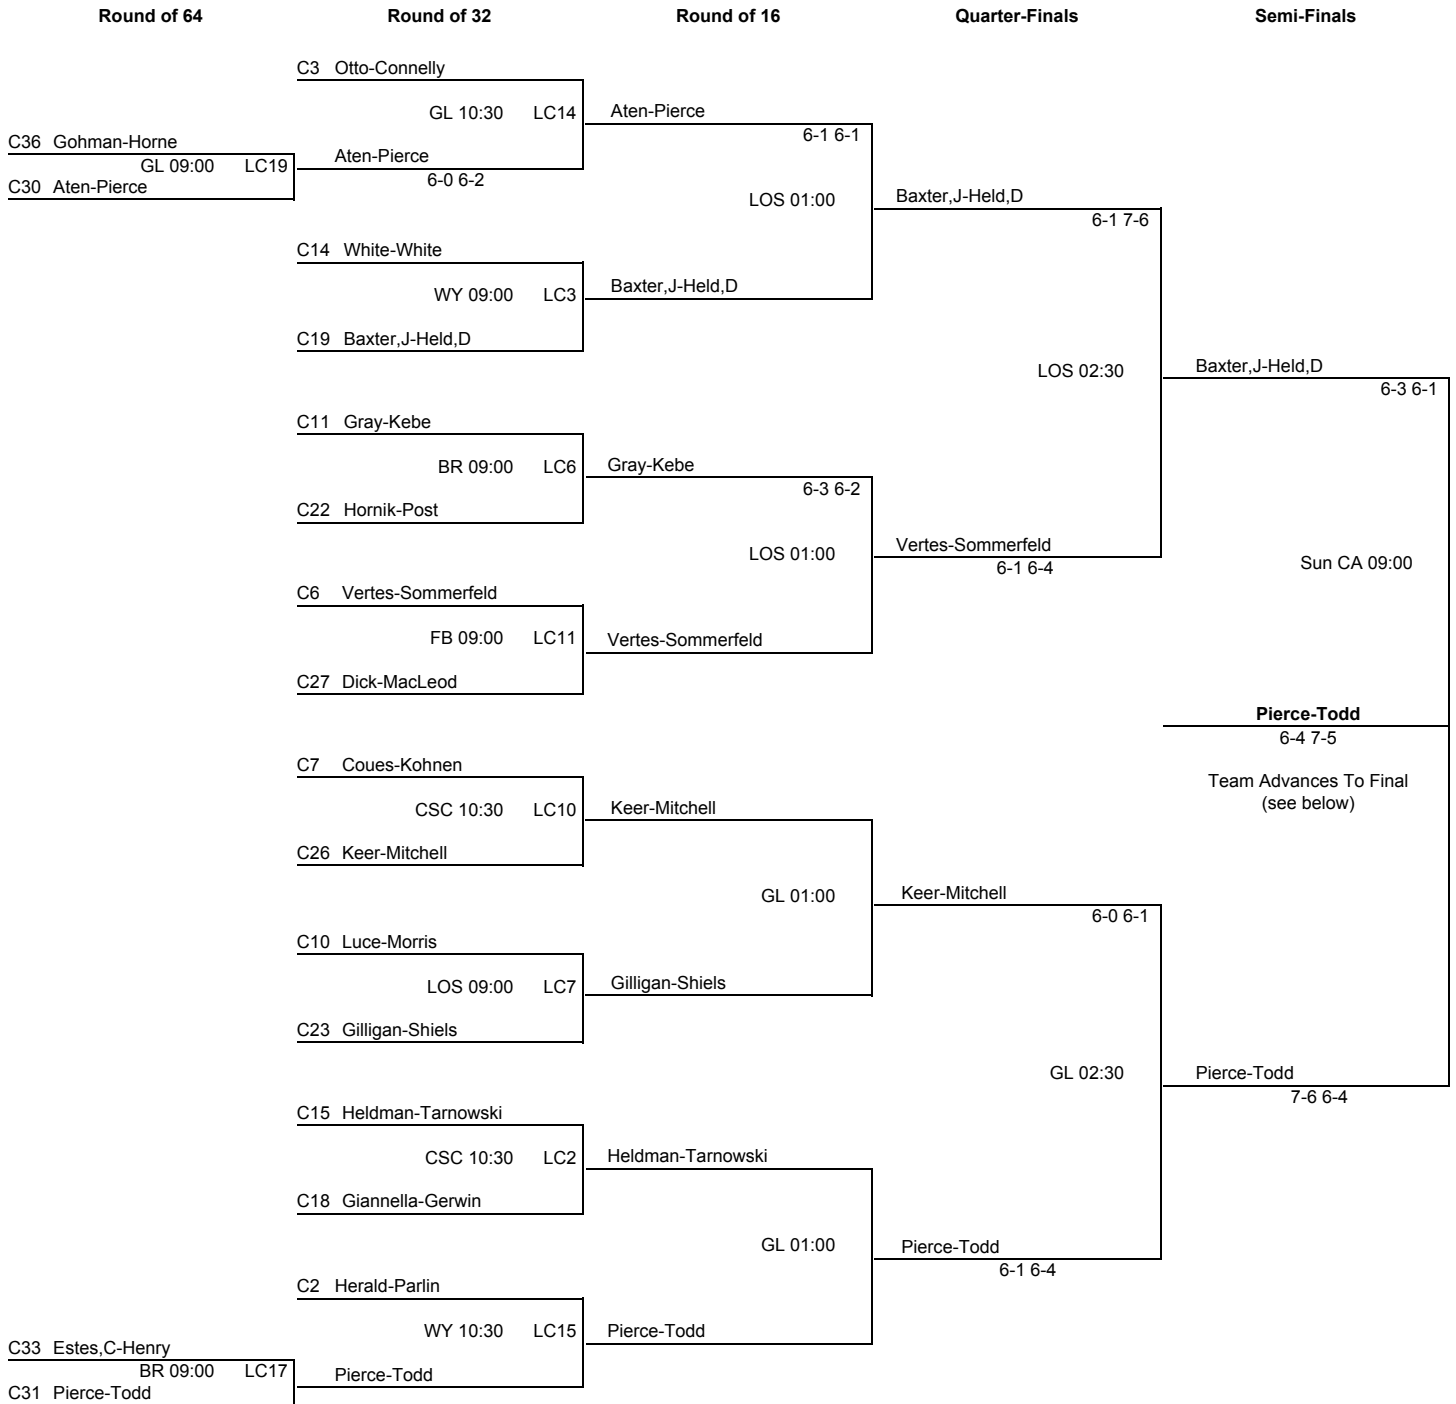 Round of 64 Round of 32 Round of 16 Quarter-Finals Semi-Finals
C3 Otto-Connelly
GL 10:30 LC14 Aten-Pierce
6-1 6-1
C36 Gohman-Horne
GL 09:00 LC19 Aten-Pierce
C30 Aten-Pierce 6-0 6-2
LOS 01:00 Baxter,J-Held,D
6-1 7-6
C14 White-White
WY 09:00 LC3 Baxter,J-Held,D
C19 Baxter,J-Held,D
LOS 02:30 Baxter,J-Held,D
6-3 6-1
C11 Gray-Kebe
BR 09:00 LC6 Gray-Kebe
6-3 6-2
C22 Hornik-Post
LOS 01:00 Vertes-Sommerfeld
6-1 6-4 Sun CA 09:00
C6 Vertes-Sommerfeld
FB 09:00 LC11 Vertes-Sommerfeld
C27 Dick-MacLeod
Pierce-Todd
6-4 7-5
C7 Coues-Kohnen
Team Advances To Final
(see below)
CSC 10:30 LC10 Keer-Mitchell
C26 Keer-Mitchell
GL 01:00 Keer-Mitchell
6-0 6-1
C10 Luce-Morris
LOS 09:00 LC7 Gilligan-Shiels
C23 Gilligan-Shiels
GL 02:30 Pierce-Todd
7-6 6-4
C15 Heldman-Tarnowski
CSC 10:30 LC2 Heldman-Tarnowski
C18 Giannella-Gerwin
GL 01:00 Pierce-Todd
6-1 6-4
C2 Herald-Parlin
WY 10:30 LC15 Pierce-Todd
C33 Estes,C-Henry
BR 09:00 LC17 Pierce-Todd
C31 Pierce-Todd